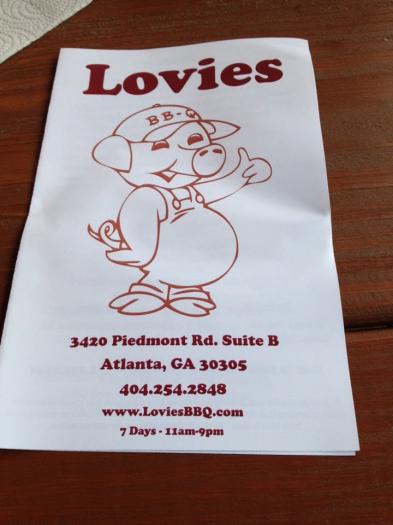 Lovies
BB-Q
3420 Piedmont Rd. Suite B
Atlanta, GA 30305
404.254.2848
www.LoviesBBQ.com
7 Days - 11am-9pm